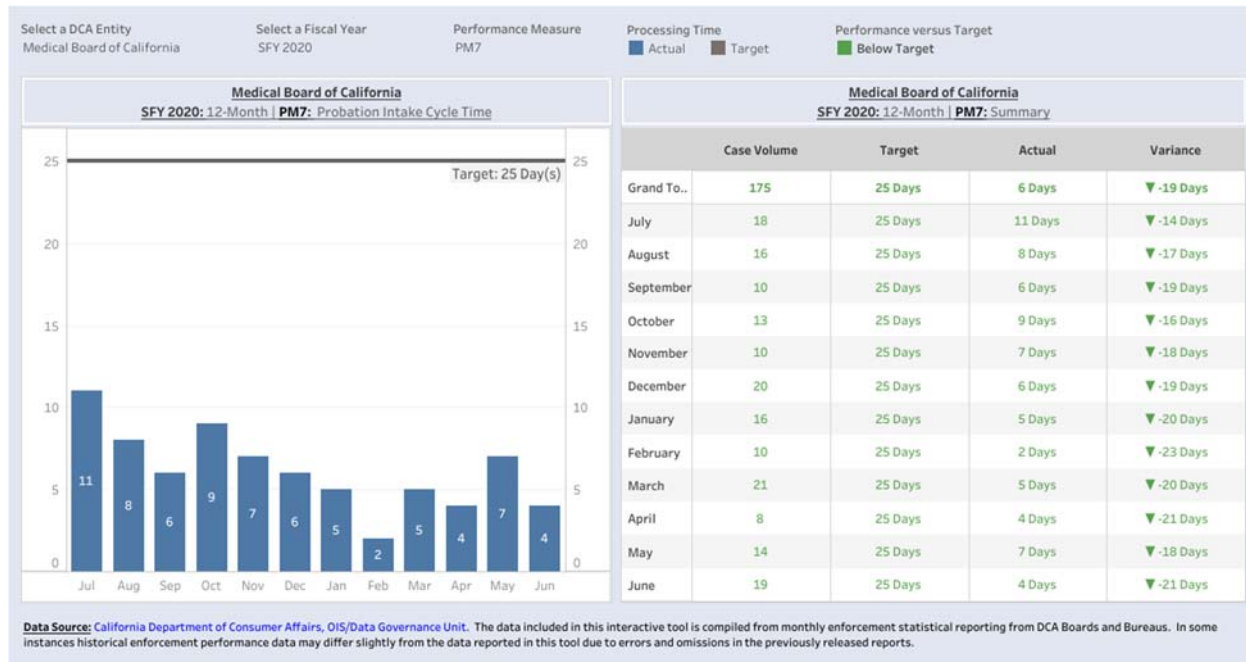 Select a DCA Entity Select a Fiscal Year Performance Measure Processing Time Performance versus Target
Medical Board of California SFY 2020 PM7 Actual Target Below Target
Medical Board of California
SFY 2020: 12-Month | PM7: Probation Intake Cycle Time
25 25
Target: 25 Day(s)
20 20
15 15
10 10
5 5
0 0
11 8 6 9 7 6 5 2 5 4 7 4
Jul Aug Sep Oct Nov Dec Jan Feb Mar Apr May Jun
Medical Board of California
SFY 2020: 12-Month | PM7: Summary
Case Volume Target Actual Variance
Grand To.. 175 25 Days 6 Days ▼ -19 Days
July 18 25 Days 11 Days ▼ -14 Days
August 16 25 Days 8 Days ▼ -17 Days
September 10 25 Days 6 Days ▼ -19 Days
October 13 25 Days 9 Days ▼ -16 Days
November 10 25 Days 7 Days ▼ -18 Days
December 20 25 Days 6 Days ▼ -19 Days
January 16 25 Days 5 Days ▼ -20 Days
February 10 25 Days 2 Days ▼ -23 Days
March 21 25 Days 5 Days ▼ -20 Days
April 8 25 Days 4 Days ▼ -21 Days
May 14 25 Days 7 Days ▼ -18 Days
June 19 25 Days 4 Days ▼ -21 Days
Data Source: California Department of Consumer Affairs, OIS/Data Governance Unit. The data included in this interactive tool is compiled from monthly enforcement statistical reporting from DCA Boards and Bureaus. In some
instances historical enforcement performance data may differ slightly from the data reported in this tool due to errors and omissions in the previously released reports.